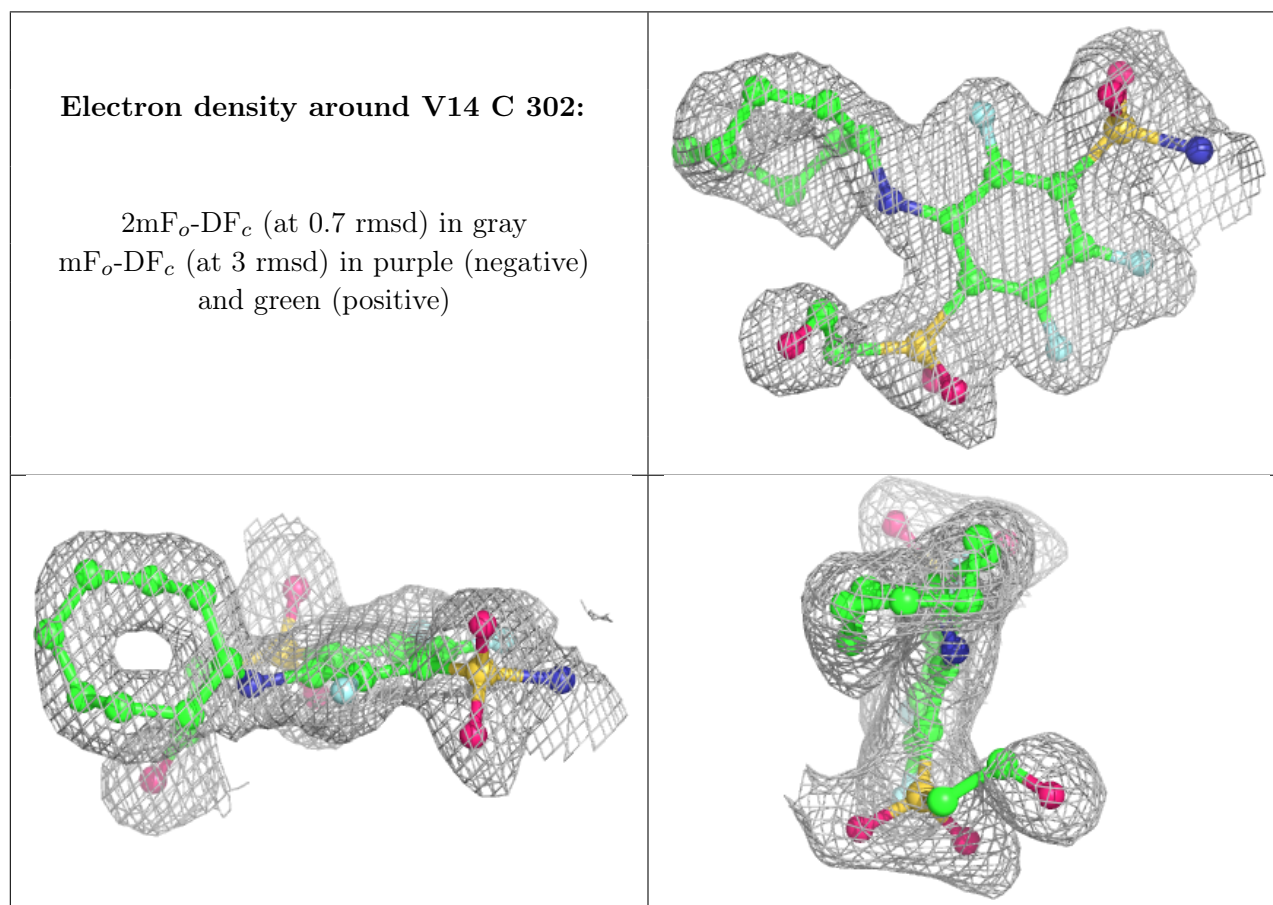 Electron density around V14 C 302:
2mFo-DFc (at 0.7 rmsd) in gray
mFo-DFc (at 3 rmsd) in purple (negative)
and green (positive)